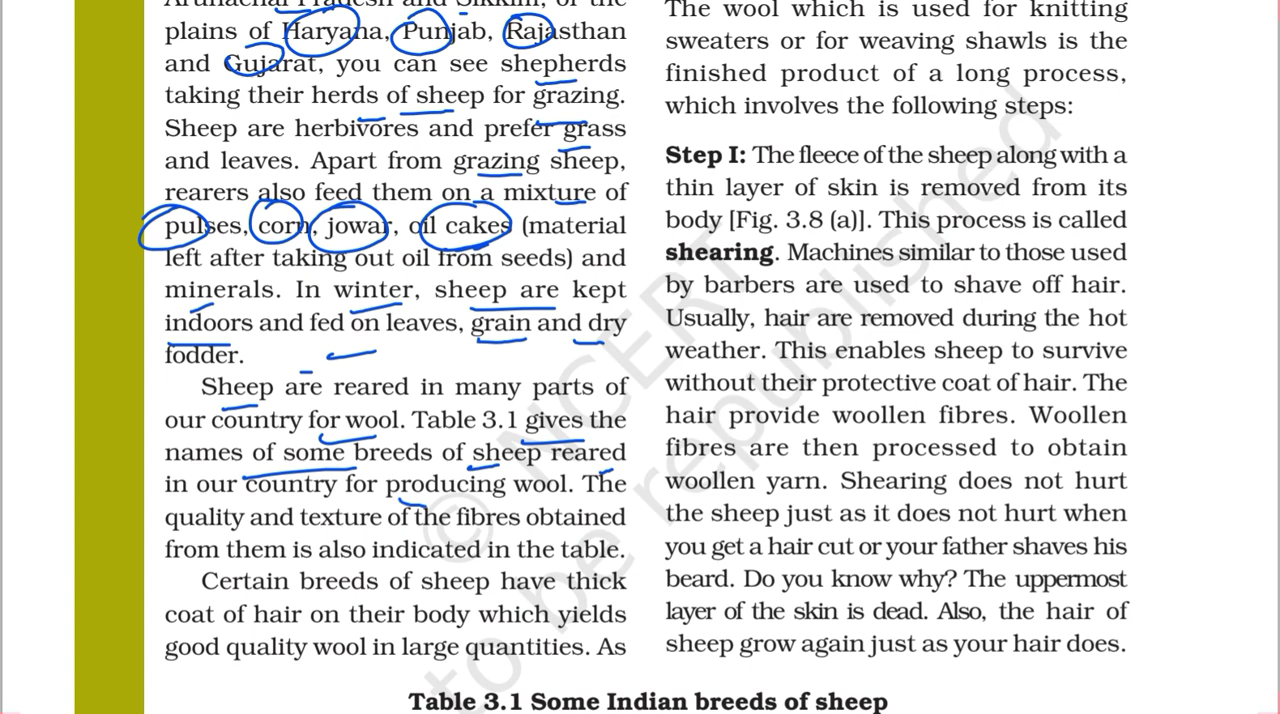 Arunachal Pradesh and Sikkim, or the
plains of Haryana, Punjab, Rajasthan
and Gujarat, you can see shepherds
taking their herds of sheep for grazing.
Sheep are herbivores and prefer grass
and leaves. Apart from grazing sheep,
rearers also feed them on a mixture of
pulses, corn, jowar, oil cakes (material
left after taking out oil from seeds) and
minerals. In winter, sheep are kept
indoors and fed on leaves, grain and dry
fodder.
Sheep are reared in many parts of
our country for wool. Table 3.1 gives the
names of some breeds of sheep reared
in our country for producing wool. The
quality and texture of the fibres obtained
from them is also indicated in the table.
Certain breeds of sheep have thick
coat of hair on their body which yields
good quality wool in large quantities. As
The wool which is used for knitting
sweaters or for weaving shawls is the
finished product of a long process,
which involves the following steps:
Step I: The fleece of the sheep along with a
thin layer of skin is removed from its
body [Fig. 3.8 (a)]. This process is called
shearing. Machines similar to those used
by barbers are used to shave off hair.
Usually, hair are removed during the hot
weather. This enables sheep to survive
without their protective coat of hair. The
hair provide woollen fibres. Woollen
fibres are then processed to obtain
woollen yarn. Shearing does not hurt
the sheep just as it does not hurt when
you get a hair cut or your father shaves his
beard. Do you know why? The uppermost
layer of the skin is dead. Also, the hair of
sheep grow again just as your hair does.
Table 3.1 Some Indian breeds of sheep
© NCERT
to be republished